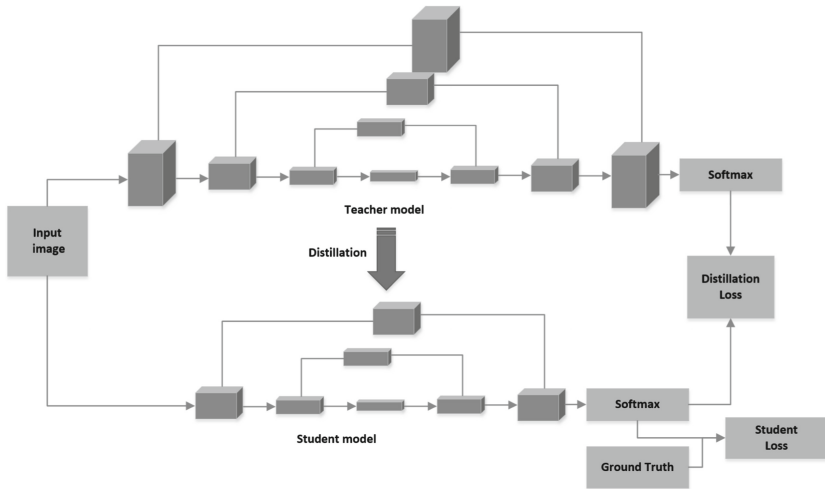 Softmax
Teacher model
Input
image
Distillation
Distillation
Loss
Softmax
Student
Loss
Student model
Ground Truth